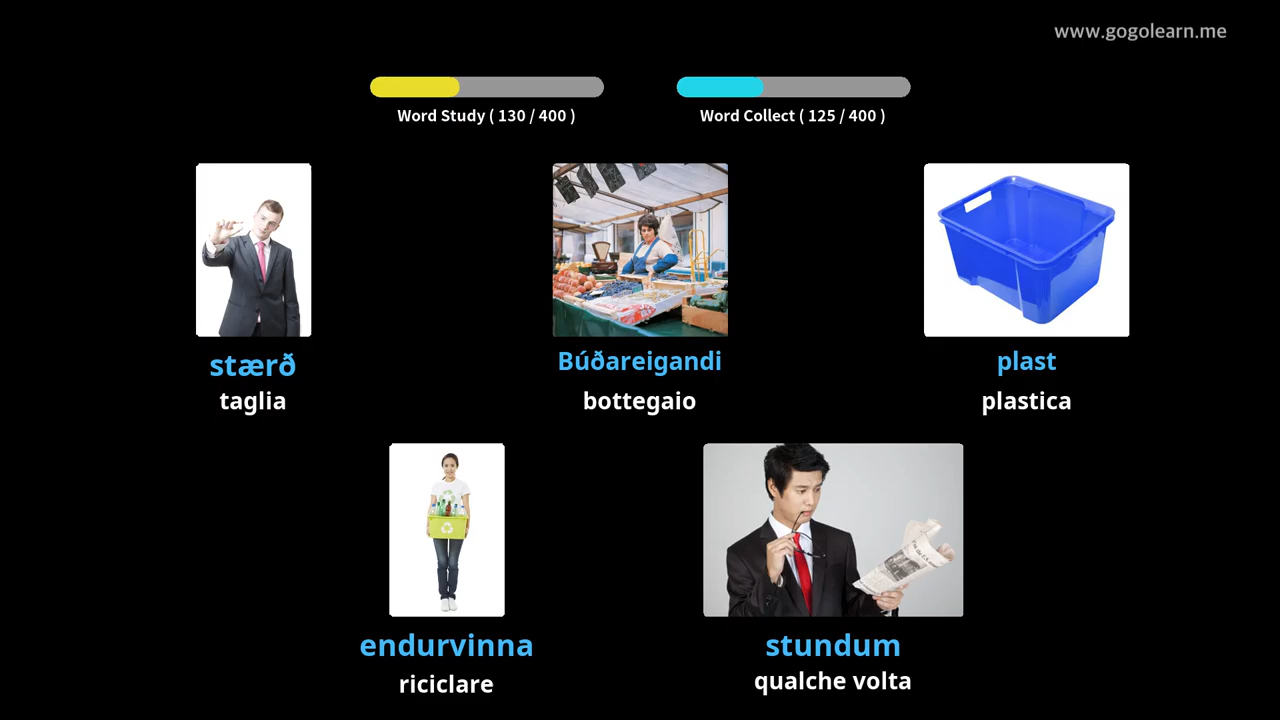 www.gogolearn.me
Word Study ( 130 / 400 )
Word Collect ( 125 / 400 )
stærð
taglia
Búðareigandi
bottegaio
plast
plastica
endurvinna
riciclare
stundum
qualche volta